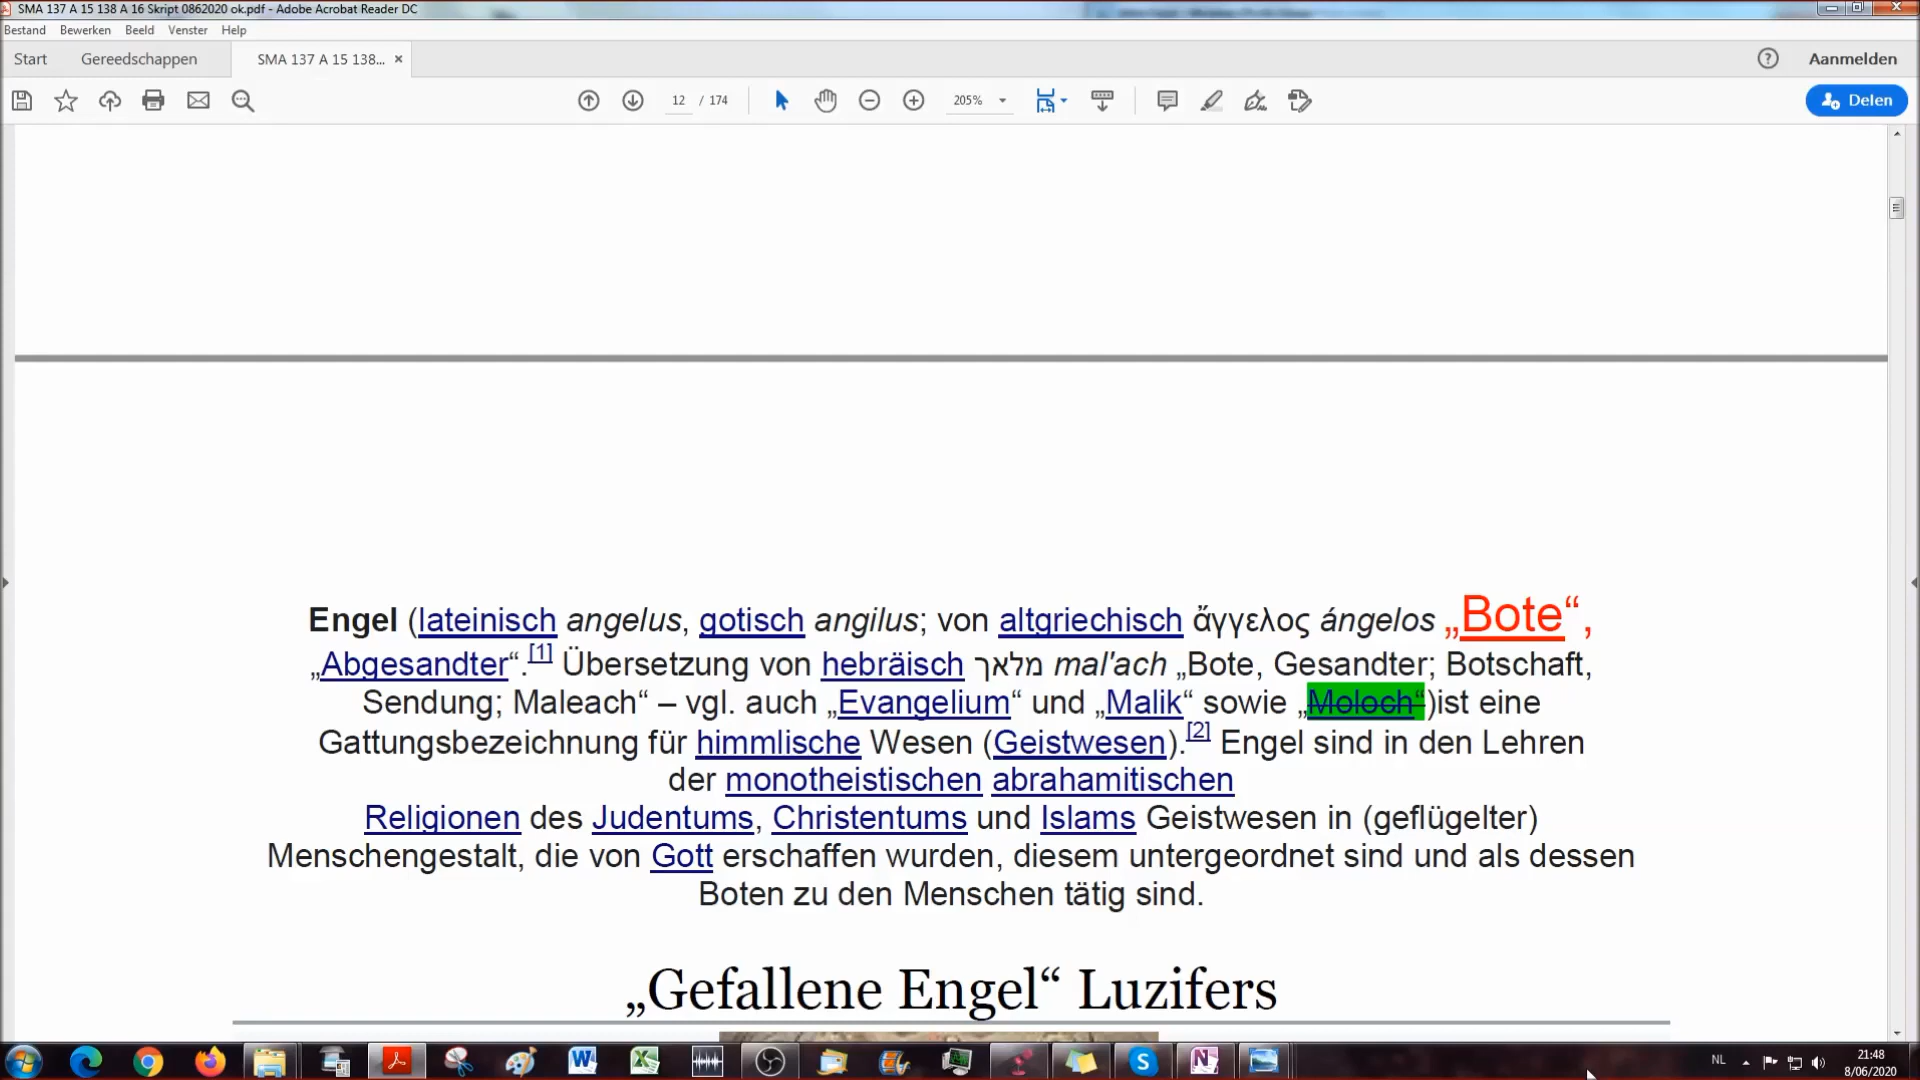 SMA 137 A 15 138 A 16 Skript 0862020 ok.pdf - Adobe Acrobat Reader DC
Bestand Bewerken Beeld Venster Help
Start Gereedschappen SMA 137 A 15 138... × Aanmelden
12 / 174 205% Delen
Engel (lateinisch angelus, gotisch angilus; von altgriechisch ἄγγελος ángelos „Bote“,
„Abgesandter“.[1] Übersetzung von hebräisch מלאך mal'ach „Bote, Gesandter; Botschaft,
Sendung; Maleach“ – vgl. auch „Evangelium“ und „Malik“ sowie „Moloch“)ist eine
Gattungsbezeichnung für himmlische Wesen (Geistwesen).[2] Engel sind in den Lehren
der monotheistischen abrahamitischen
Religionen des Judentums, Christentums und Islams Geistwesen in (geflügelter)
Menschengestalt, die von Gott erschaffen wurden, diesem untergeordnet sind und als dessen
Boten zu den Menschen tätig sind.
„Gefallene Engel“ Luzifers
NL 21:48
8/06/2020